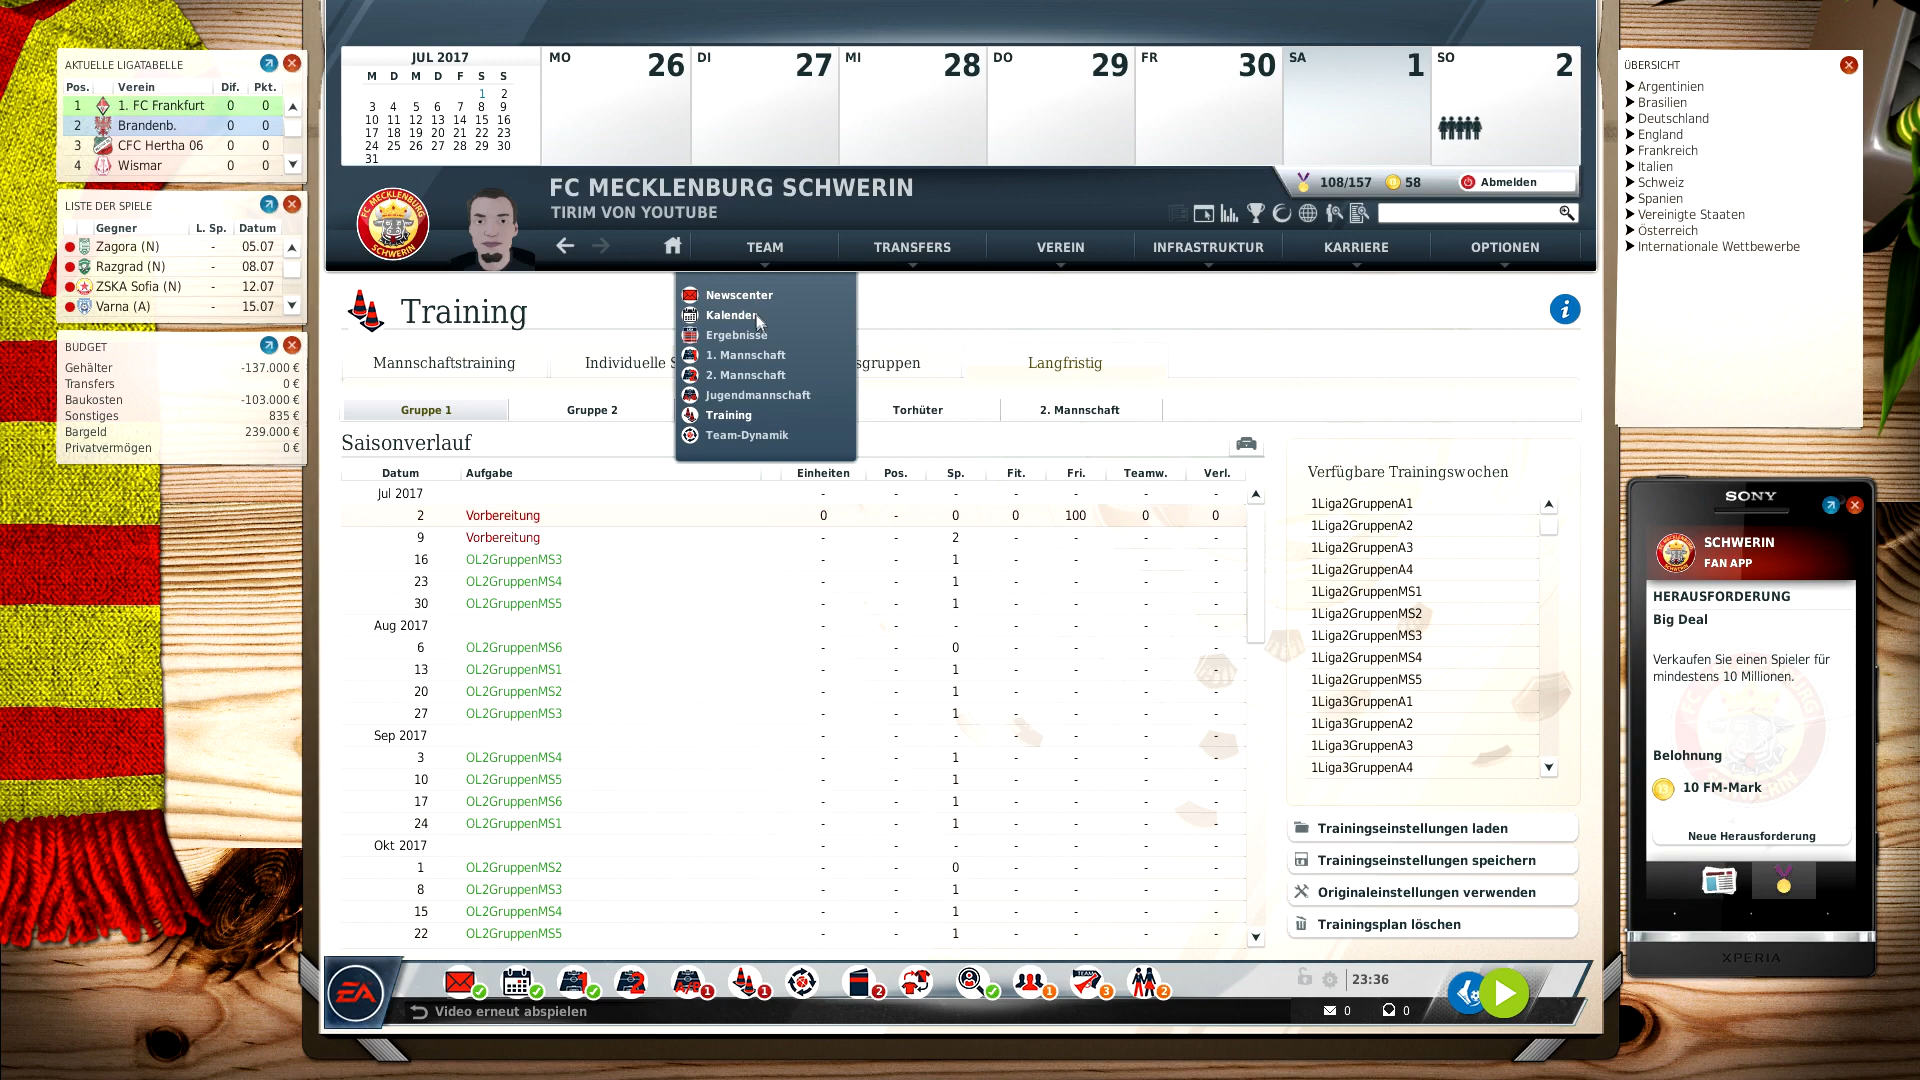 AKTUELLE LIGATABELLE
Pos. Verein Dif. Pkt.
1 1. FC Frankfurt 0 0
2 Brandenb. 0 0
3 CFC Hertha 06 0 0
4 Wismar 0 0
LISTE DER SPIELE
Gegner L. Sp. Datum
Zagora (N) - 05.07
Razgrad (N) - 08.07
ZSKA Sofia (N) - 12.07
Varna (A) - 15.07
BUDGET
Gehälter -137.000 €
Transfers 0 €
Baukosten -103.000 €
Sonstiges 835 €
Bargeld 239.000 €
Privatvermögen 0 €
JUL 2017
M D M D F S S
1 2
3 4 5 6 7 8 9
10 11 12 13 14 15 16
17 18 19 20 21 22 23
24 25 26 27 28 29 30
31
MO 26 DI 27 MI 28 DO 29 FR 30 SA 1 SO 2
108/157 58 Abmelden
FC MECKLENBURG SCHWERIN
TIRIM VON YOUTUBE
TEAM TRANSFERS VEREIN INFRASTRUKTUR KARRIERE OPTIONEN
Newscenter
Kalender
Ergebnisse
1. Mannschaft
2. Mannschaft
Jugendmannschaft
Training
Team-Dynamik
Training
Mannschaftstraining Individuelle S sgruppen Langfristig
Gruppe 1 Gruppe 2 Torhüter 2. Mannschaft
Saisonverlauf
Datum Aufgabe Einheiten Pos. Sp. Fit. Fri. Teamw. Verl.
Jul 2017 - - - - - - -
2 Vorbereitung 0 - 0 0 100 0 0
9 Vorbereitung - - 2 - - - -
16 OL2GruppenMS3 - - 1 - - - -
23 OL2GruppenMS4 - - 1 - - - -
30 OL2GruppenMS5 - - 1 - - - -
Aug 2017 - - - - - - -
6 OL2GruppenMS6 - - 0 - - - -
13 OL2GruppenMS1 - - 1 - - - -
20 OL2GruppenMS2 - - 1 - - - -
27 OL2GruppenMS3 - - 1 - - - -
Sep 2017 - - - - - - -
3 OL2GruppenMS4 - - 1 - - - -
10 OL2GruppenMS5 - - 1 - - - -
17 OL2GruppenMS6 - - 1 - - - -
24 OL2GruppenMS1 - - 1 - - - -
Okt 2017 - - - - - - -
1 OL2GruppenMS2 - - 0 - - - -
8 OL2GruppenMS3 - - 1 - - - -
15 OL2GruppenMS4 - - 1 - - - -
22 OL2GruppenMS5 - - 1 - - - -
Verfügbare Trainingswochen
1Liga2GruppenA1
1Liga2GruppenA2
1Liga2GruppenA3
1Liga2GruppenA4
1Liga2GruppenMS1
1Liga2GruppenMS2
1Liga2GruppenMS3
1Liga2GruppenMS4
1Liga2GruppenMS5
1Liga3GruppenA1
1Liga3GruppenA2
1Liga3GruppenA3
1Liga3GruppenA4
Trainingseinstellungen laden
Trainingseinstellungen speichern
Originaleinstellungen verwenden
Trainingsplan löschen
EA
1 1 2 1 3 2
23:36
Video erneut abspielen
0 0
ÜBERSICHT
Argentinien
Brasilien
Deutschland
England
Frankreich
Italien
Schweiz
Spanien
Vereinigte Staaten
Österreich
Internationale Wettbewerbe
SONY
SCHWERIN
FAN APP
HERAUSFORDERUNG
Big Deal
Verkaufen Sie einen Spieler für
mindestens 10 Millionen.
Belohnung
10 FM-Mark
Neue Herausforderung
XPERIA